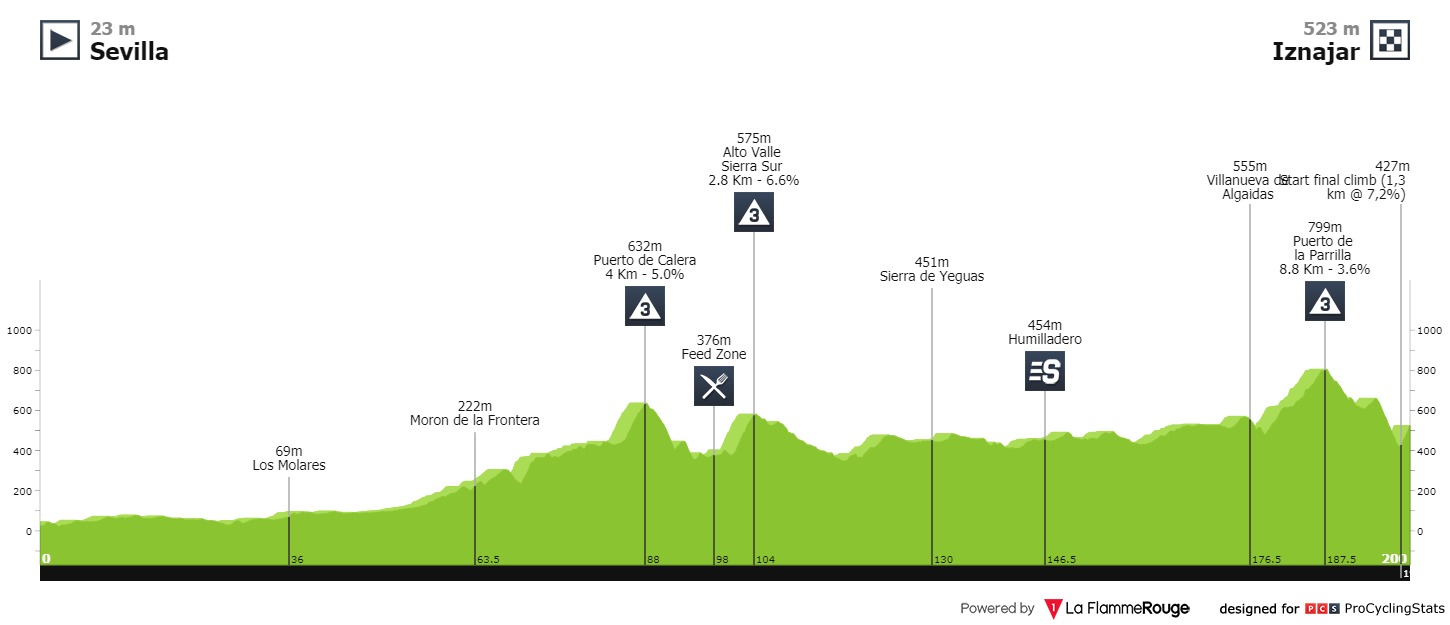 23 m
Sevilla
523 m
Iznajar
575m
Alto Valle
Sierra Sur
2.8 Km - 6.6%
3
555m
Villanueva de
Algaidas
427m
Start final climb (1,3
km @ 7,2%)
799m
Puerto de
la Parrilla
8.8 Km - 3.6%
3
632m
Puerto de Calera
4 Km - 5.0%
3
451m
Sierra de Yeguas
376m
Feed Zone
454m
Humilladero
S
222m
Moron de la Frontera
69m
Los Molares
1000
800
600
400
200
0
1000
800
600
400
200
0
0
36
63.5
88
98
104
130
146.5
176.5
187.5
200
Powered by 1 La FlammeRouge designed for PCS ProCyclingStats